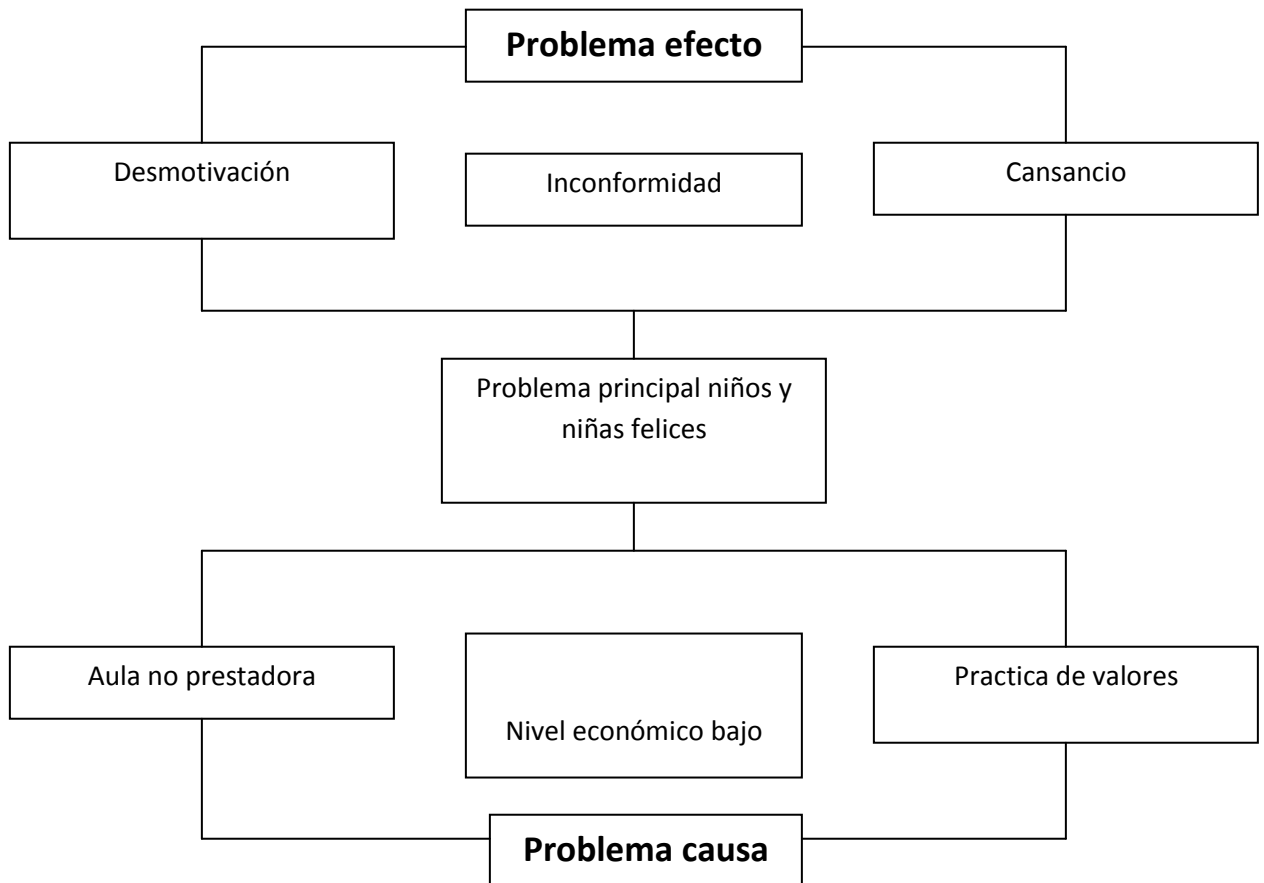 Problema efecto
Desmotivación
Inconformidad
Cansancio
Problema principal niños y
niñas felices
Aula no prestadora
Nivel económico bajo
Practica de valores
Problema causa